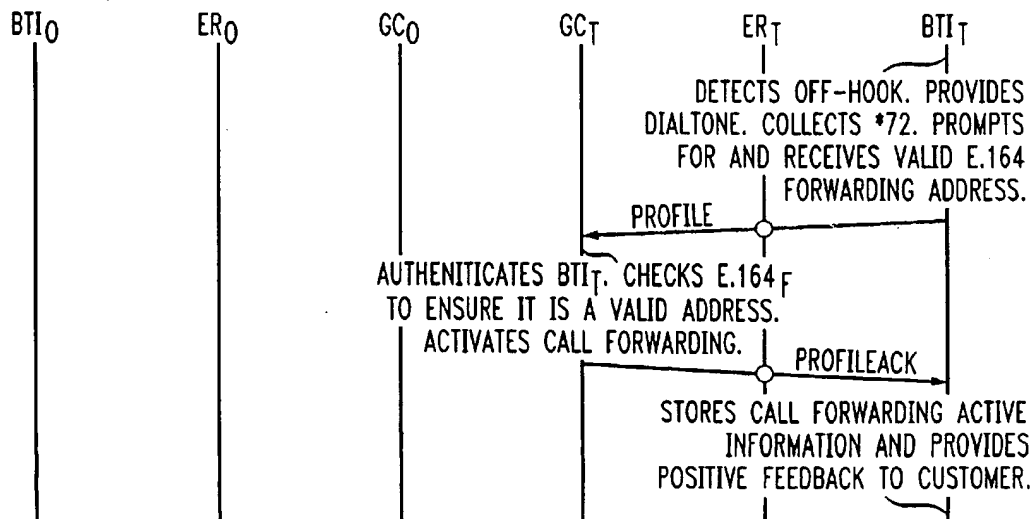 BTIO ERO GCO GCT ERT BTIT
DETECTS OFF-HOOK. PROVIDES
DIALTONE. COLLECTS *72. PROMPTS
FOR AND RECEIVES VALID E.164
FORWARDING ADDRESS.
PROFILE
AUTHENITICATES BTIT. CHECKS E.164F
TO ENSURE IT IS A VALID ADDRESS.
ACTIVATES CALL FORWARDING.
PROFILEACK
STORES CALL FORWARDING ACTIVE
INFORMATION AND PROVIDES
POSITIVE FEEDBACK TO CUSTOMER.